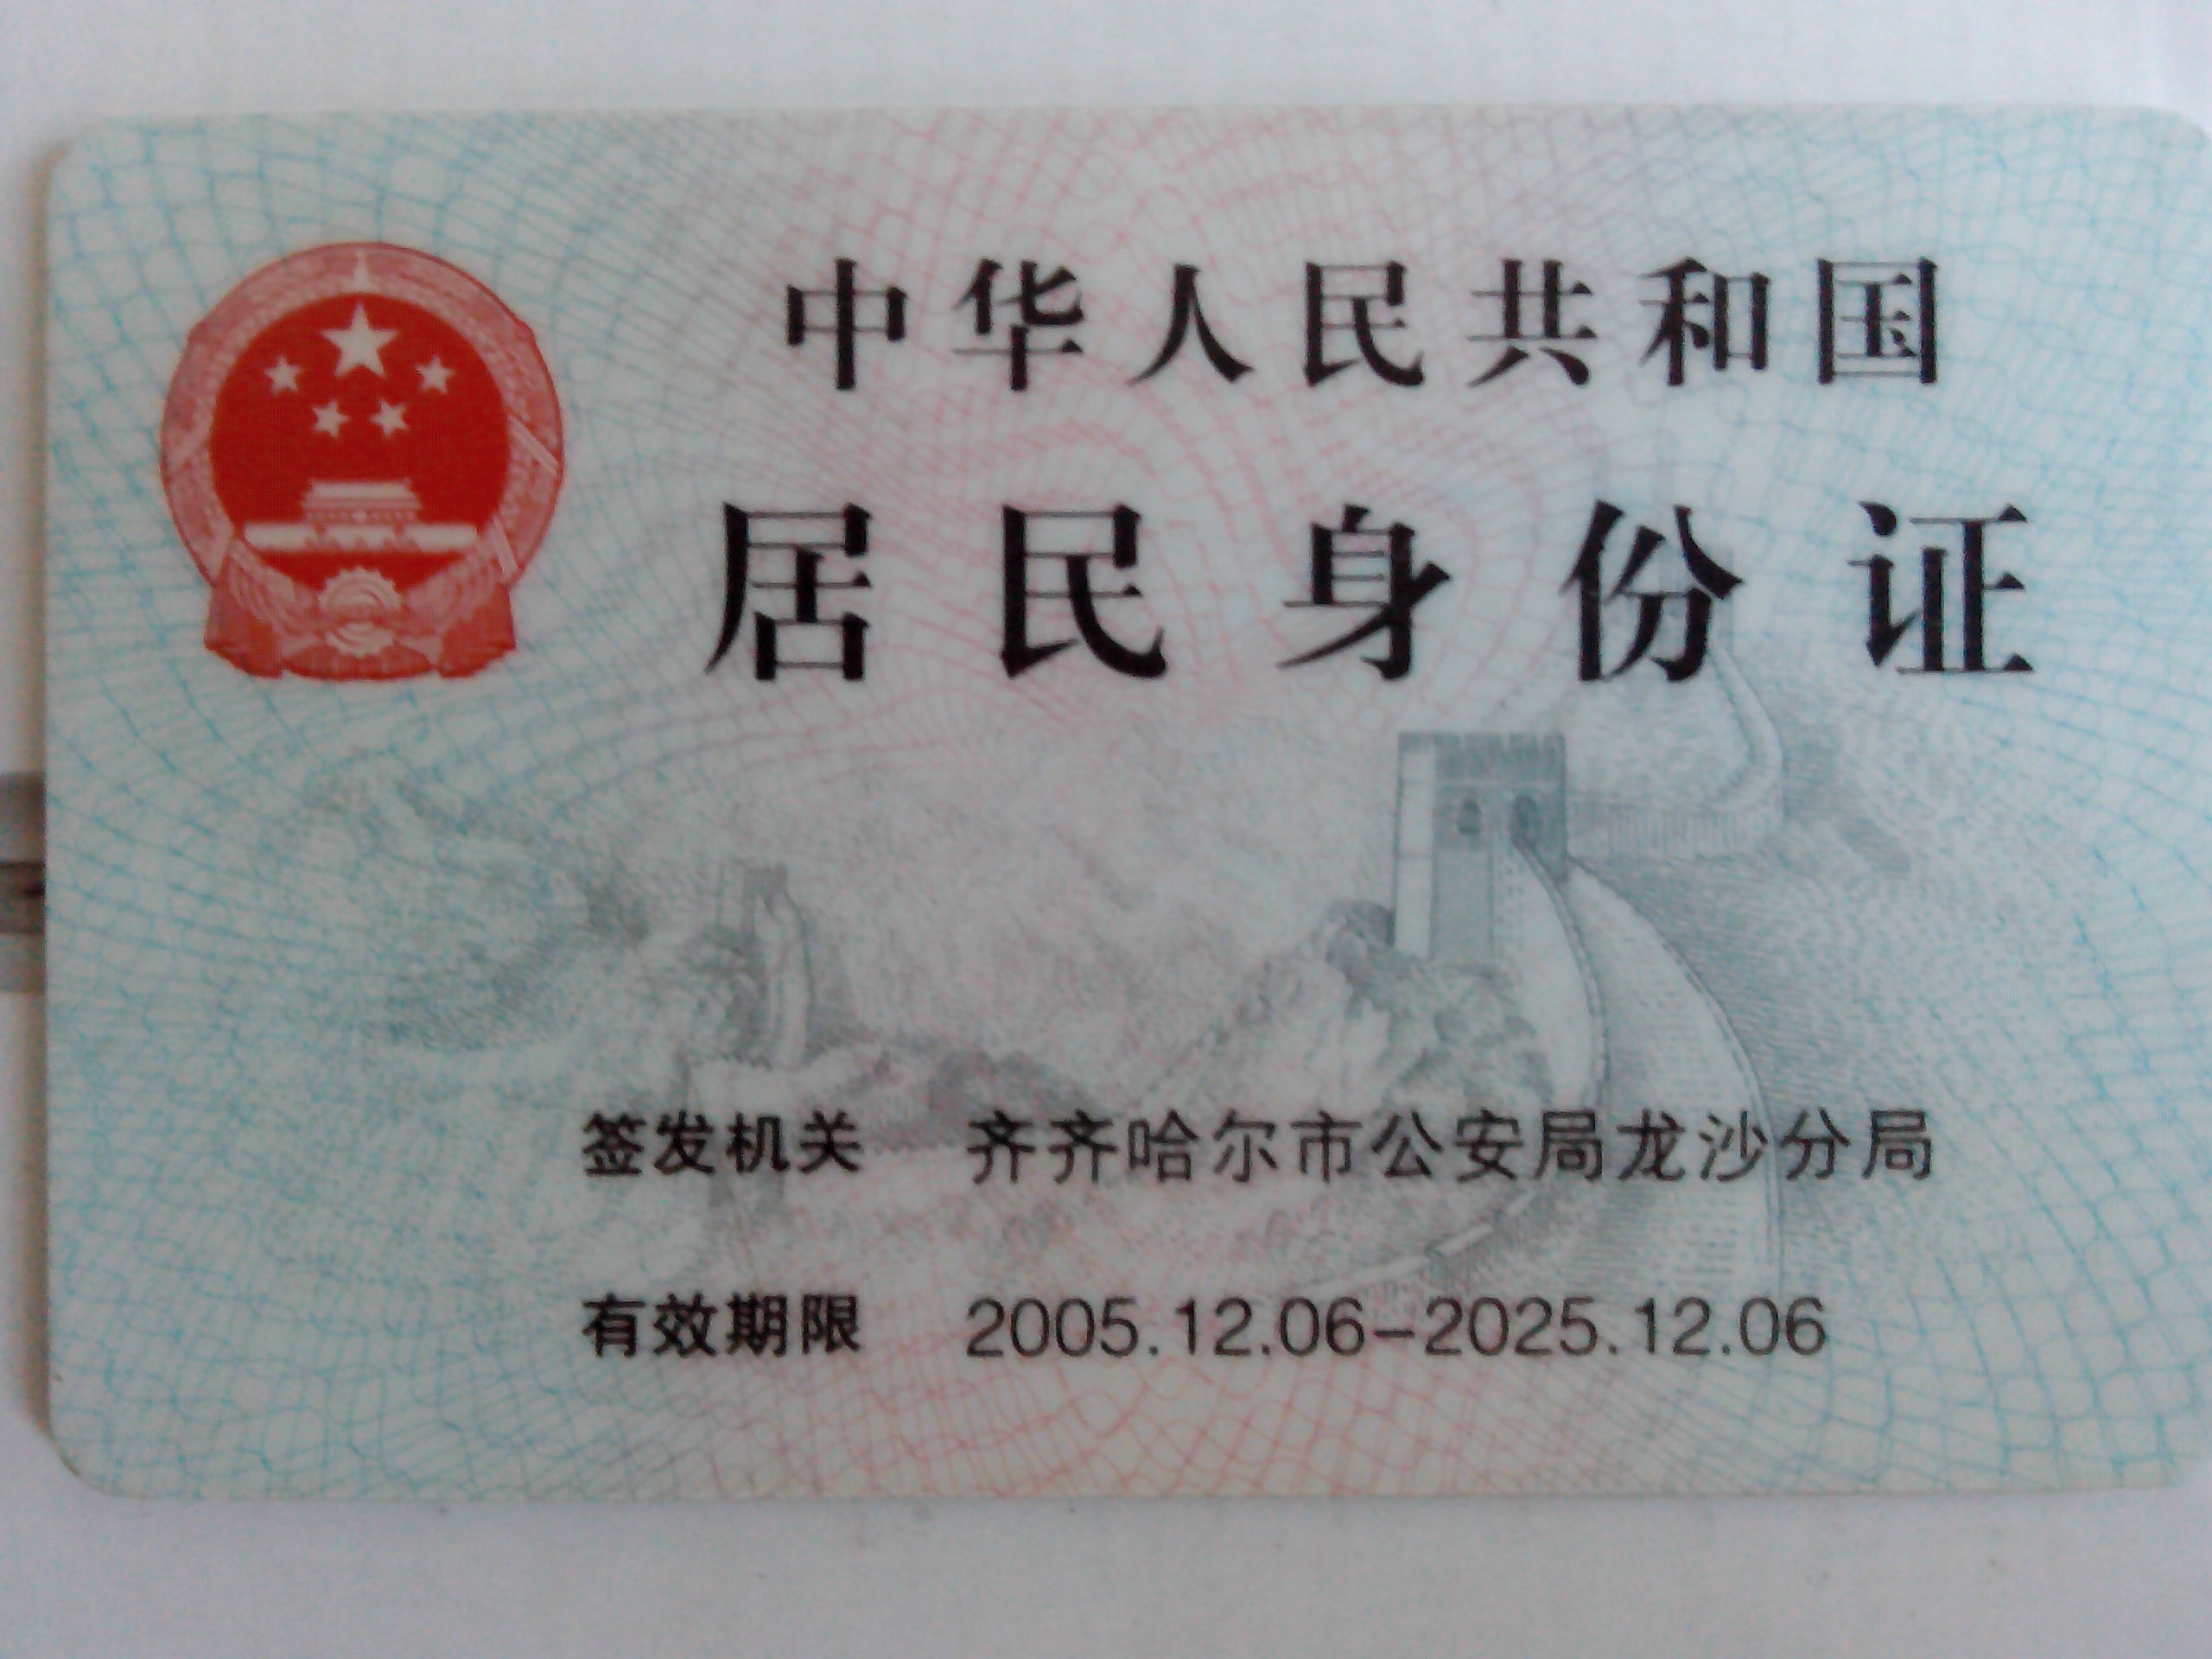 中华人民共和国
居民身份证
签发机关 齐齐哈尔市公安局龙沙分局
有效期限 2005.12.06-2025.12.06